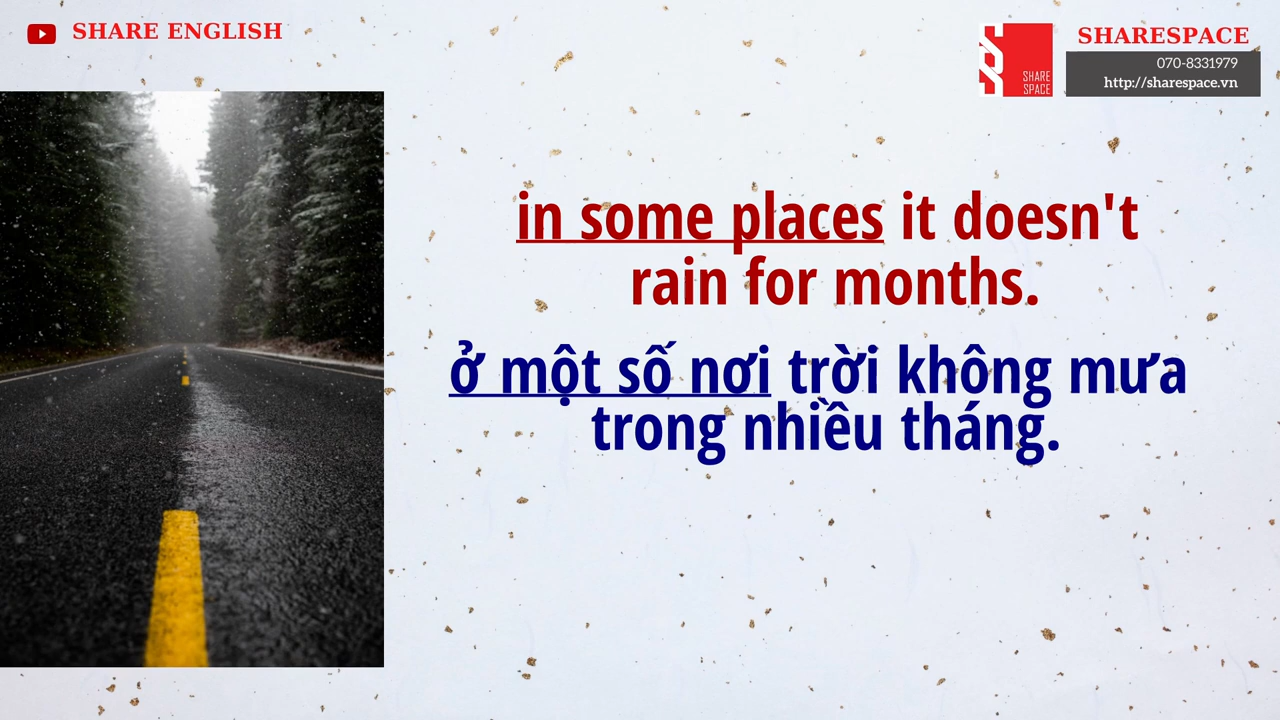 SHARE ENGLISH
SHARESPACE
070-8331979
http://sharespace.vn
SHARE
SPACE
in some places it doesn't
rain for months.
ở một số nơi trời không mưa
trong nhiều tháng.